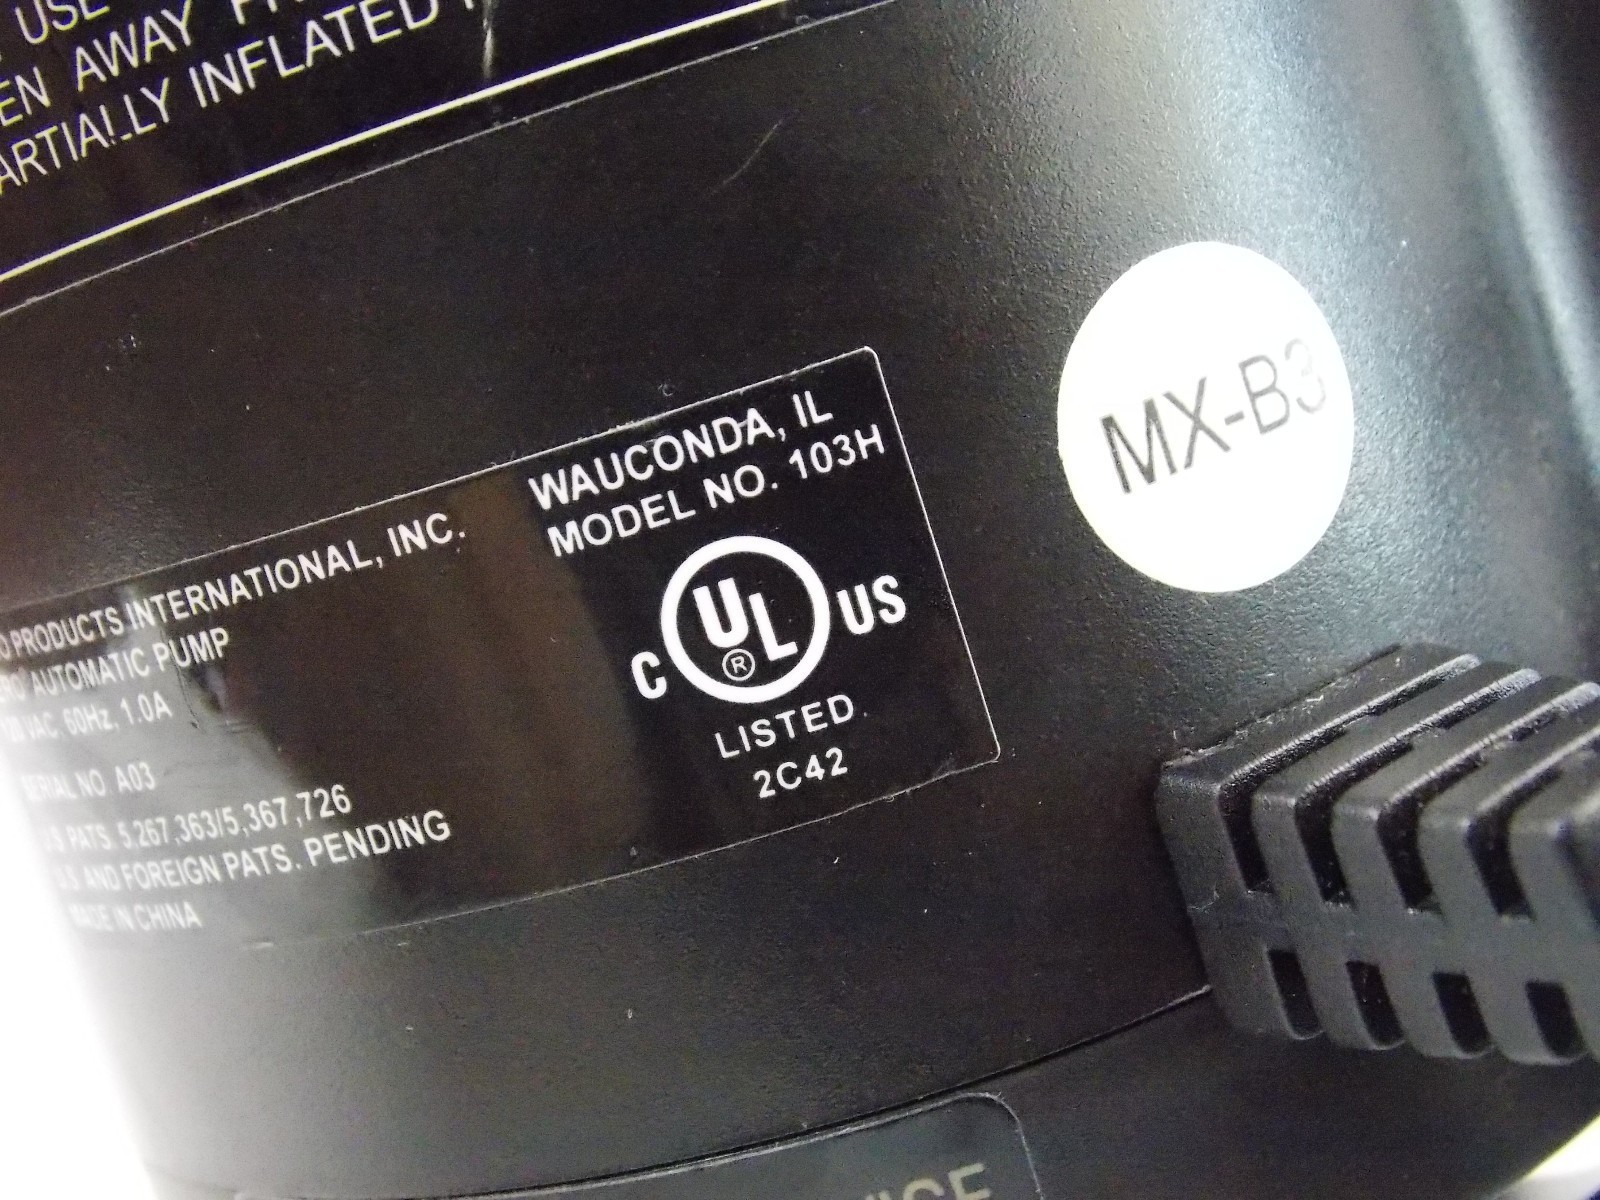 USE
EN AWAY
ARTIALLY INFLATED
WAUCONDA, IL
MODEL NO. 103H
C UL US
®
LISTED
2C42
PRODUCTS INTERNATIONAL, INC.
AUTOMATIC PUMP
120 VAC, 60Hz, 1.0A
SERIAL NO. A03
U.S PATS. 5,267,363/5,367,726
U.S. AND FOREIGN PATS. PENDING
MADE IN CHINA
MX-B3